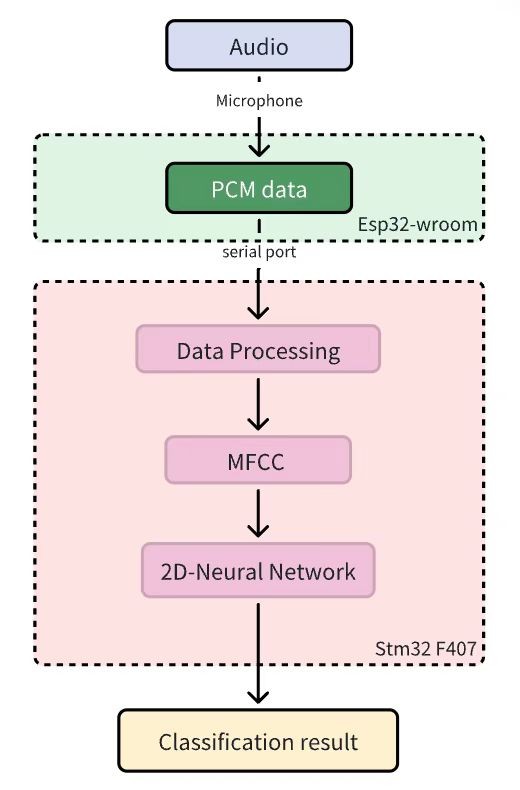 Audio
Microphone
PCM data
Esp32-wroom
serial port
Data Processing
MFCC
2D-Neural Network
Stm32 F407
Classification result